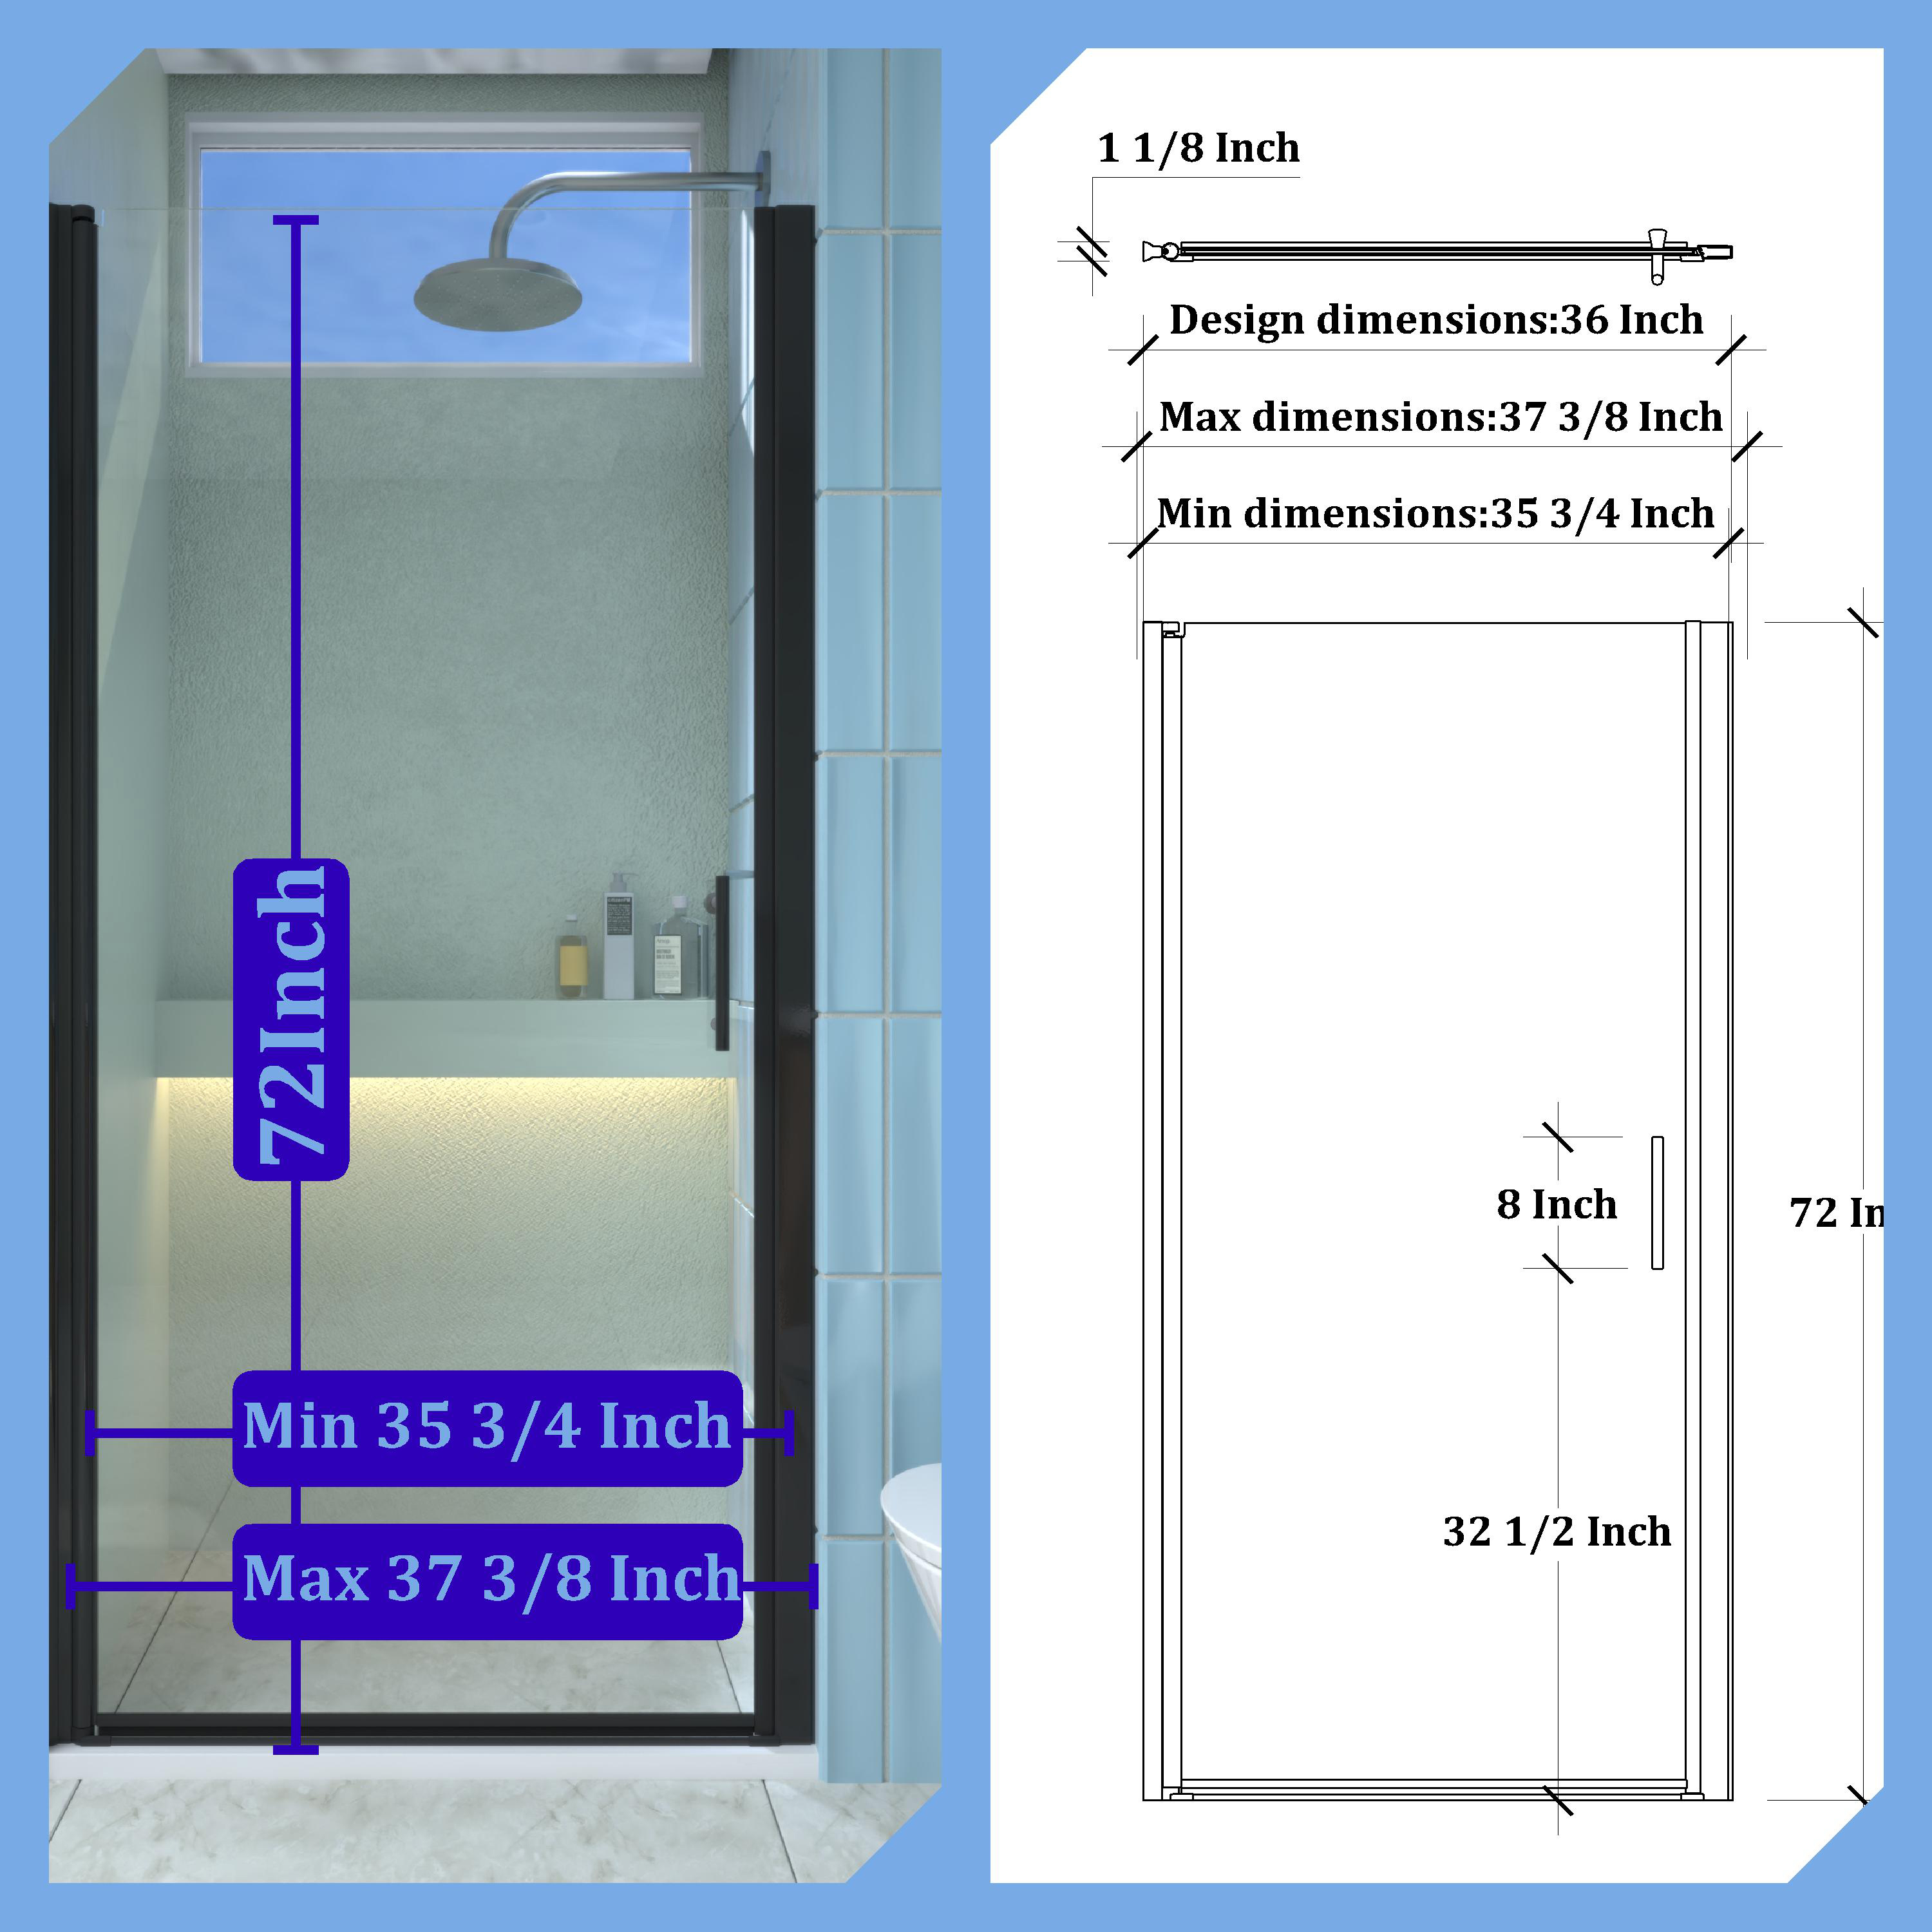 72Inch
Min 35 3/4 Inch
Max 37 3/8 Inch
1 1/8 Inch
Design dimensions:36 Inch
Max dimensions:37 3/8 Inch
Min dimensions:35 3/4 Inch
8 Inch
72 In
32 1/2 Inch